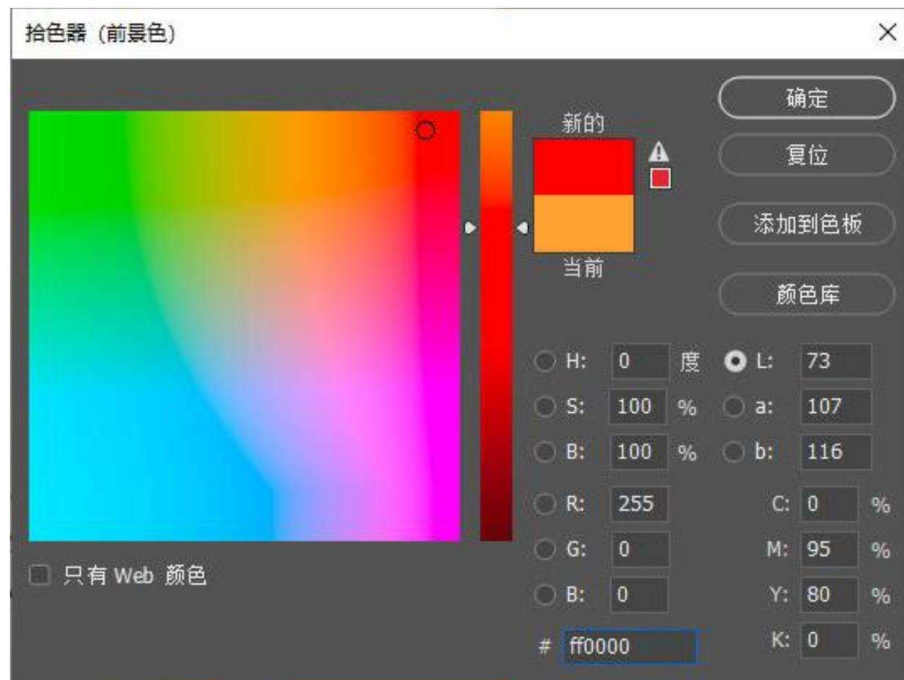 拾色器（前景色）
新的
当前
确定
复位
添加到色板
颜色库
H: 0 度
S: 100 %
B: 100 %
R: 255
G: 0
B: 0
# ff0000
L: 73
a: 107
b: 116
C: 0 %
M: 95 %
Y: 80 %
K: 0 %
只有 Web 颜色